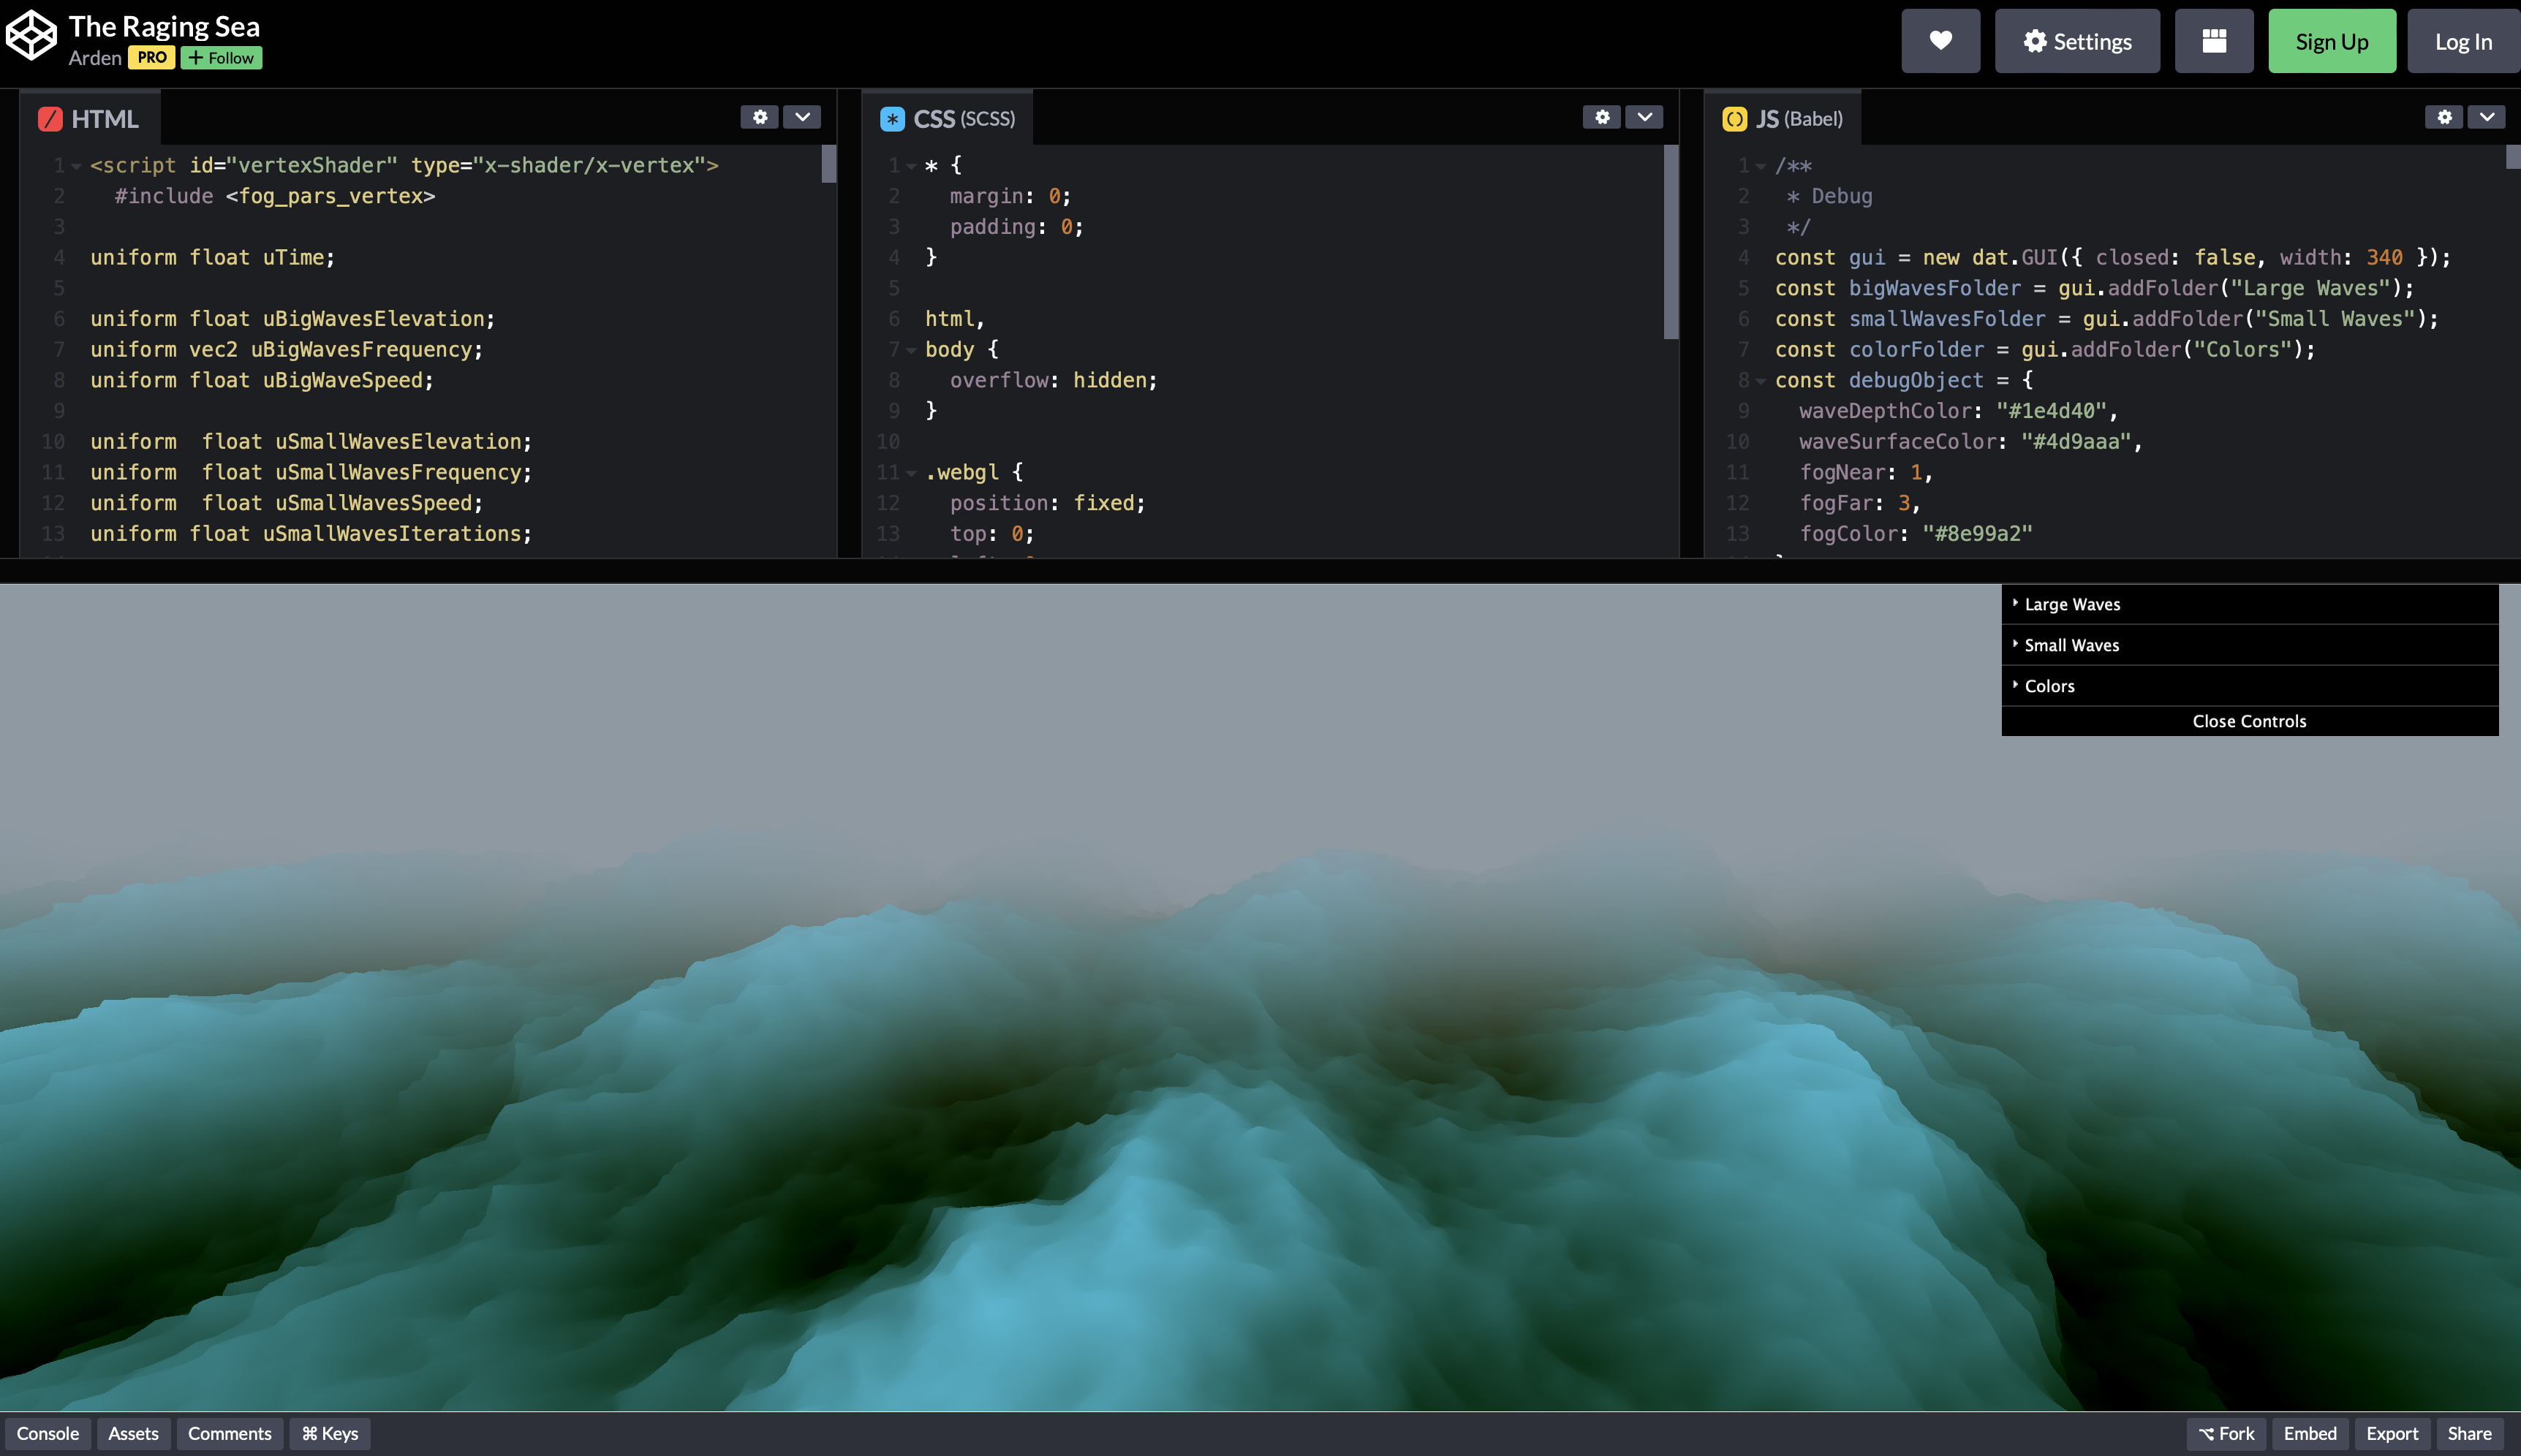 The Raging Sea
Arden PRO + Follow
Settings
Sign Up
Log In
HTML
1 <script id="vertexShader" type="x-shader/x-vertex">
2 #include <fog_pars_vertex>
3
4 uniform float uTime;
5
6 uniform float uBigWavesElevation;
7 uniform vec2 uBigWavesFrequency;
8 uniform float uBigWaveSpeed;
9
10 uniform  float uSmallWavesElevation;
11 uniform  float uSmallWavesFrequency;
12 uniform  float uSmallWavesSpeed;
13 uniform float uSmallWavesIterations;
CSS (SCSS)
1 * {
2 margin: 0;
3 padding: 0;
4 }
5
6 html,
7 body {
8 overflow: hidden;
9 }
10
11 .webgl {
12 position: fixed;
13 top: 0;
JS (Babel)
1 /**
2 * Debug
3 */
4 const gui = new dat.GUI({ closed: false, width: 340 });
5 const bigWavesFolder = gui.addFolder("Large Waves");
6 const smallWavesFolder = gui.addFolder("Small Waves");
7 const colorFolder = gui.addFolder("Colors");
8 const debugObject = {
9 waveDepthColor: "#1e4d40",
10 waveSurfaceColor: "#4d9aaa",
11 fogNear: 1,
12 fogFar: 3,
13 fogColor: "#8e99a2"
Large Waves
Small Waves
Colors
Close Controls
Console
Assets
Comments
⌘ Keys
Fork
Embed
Export
Share